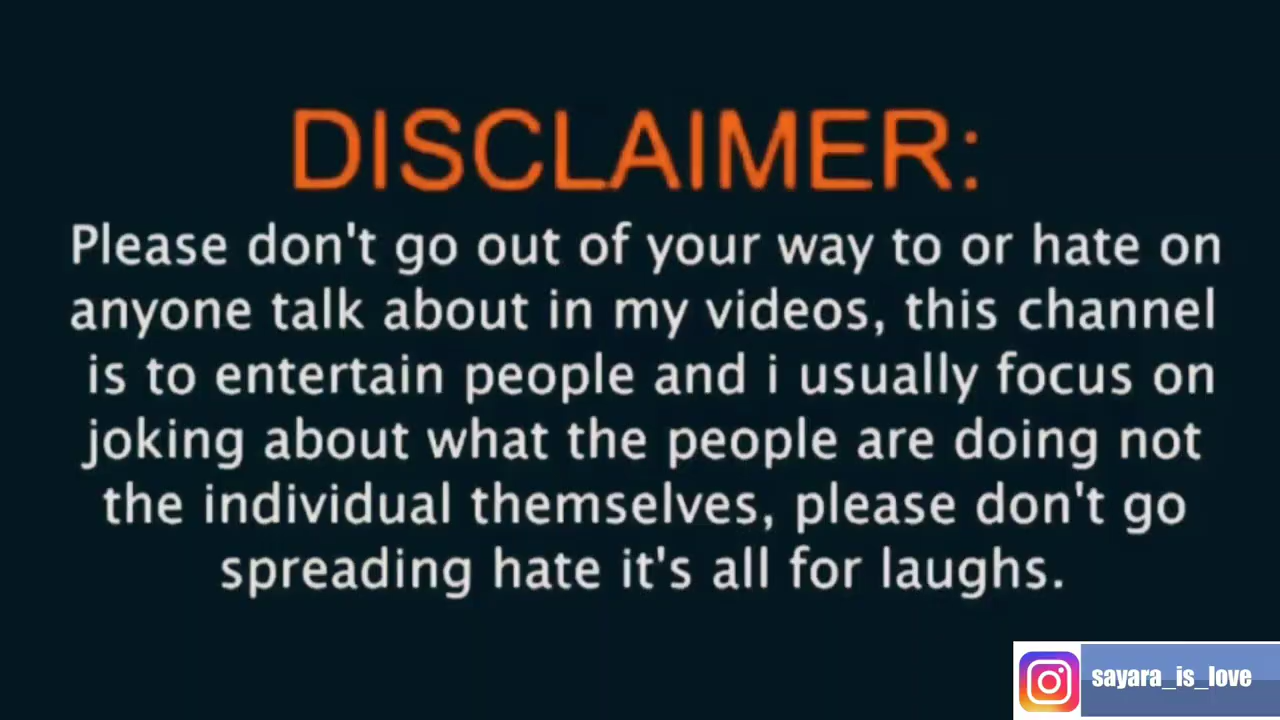 DISCLAIMER:
Please don't go out of your way to or hate on
anyone talk about in my videos, this channel
is to entertain people and i usually focus on
joking about what the people are doing not
the individual themselves, please don't go
spreading hate it's all for laughs.
sayara_is_love